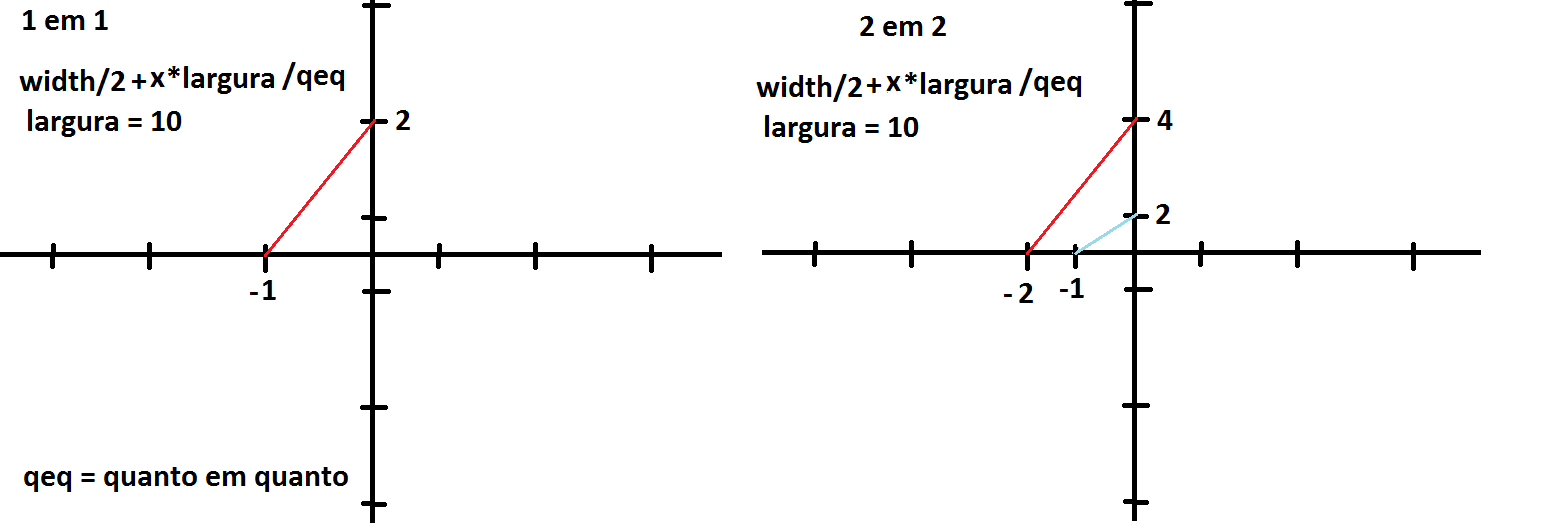 1 em 1
width/2+x*largura/qeq
largura = 10
2
-1
qeq = quanto em quanto
2 em 2
width/2+x*largura/qeq
largura = 10
4
2
-2
-1